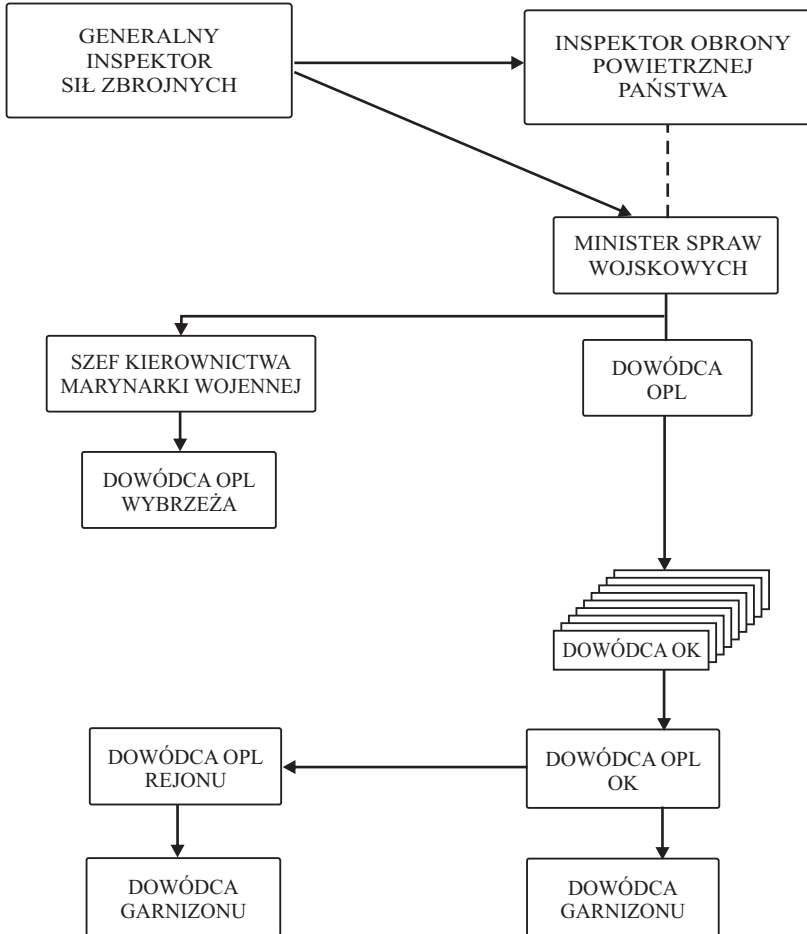 GENERALNY
INSPEKTOR
SIŁ ZBROJNYCH
INSPEKTOR OBRONY
POWIETRZNEJ
PAŃSTWA
MINISTER SPRAW
WOJSKOWYCH
SZEF KIEROWNICTWA
MARYNARKI WOJENNEJ
DOWÓDCA
OPL
DOWÓDCA OPL
WYBRZEŻA
DOWÓDCA OK
DOWÓDCA OPL
REJONU
DOWÓDCA OPL
OK
DOWÓDCA
GARNIZONU
DOWÓDCA
GARNIZONU